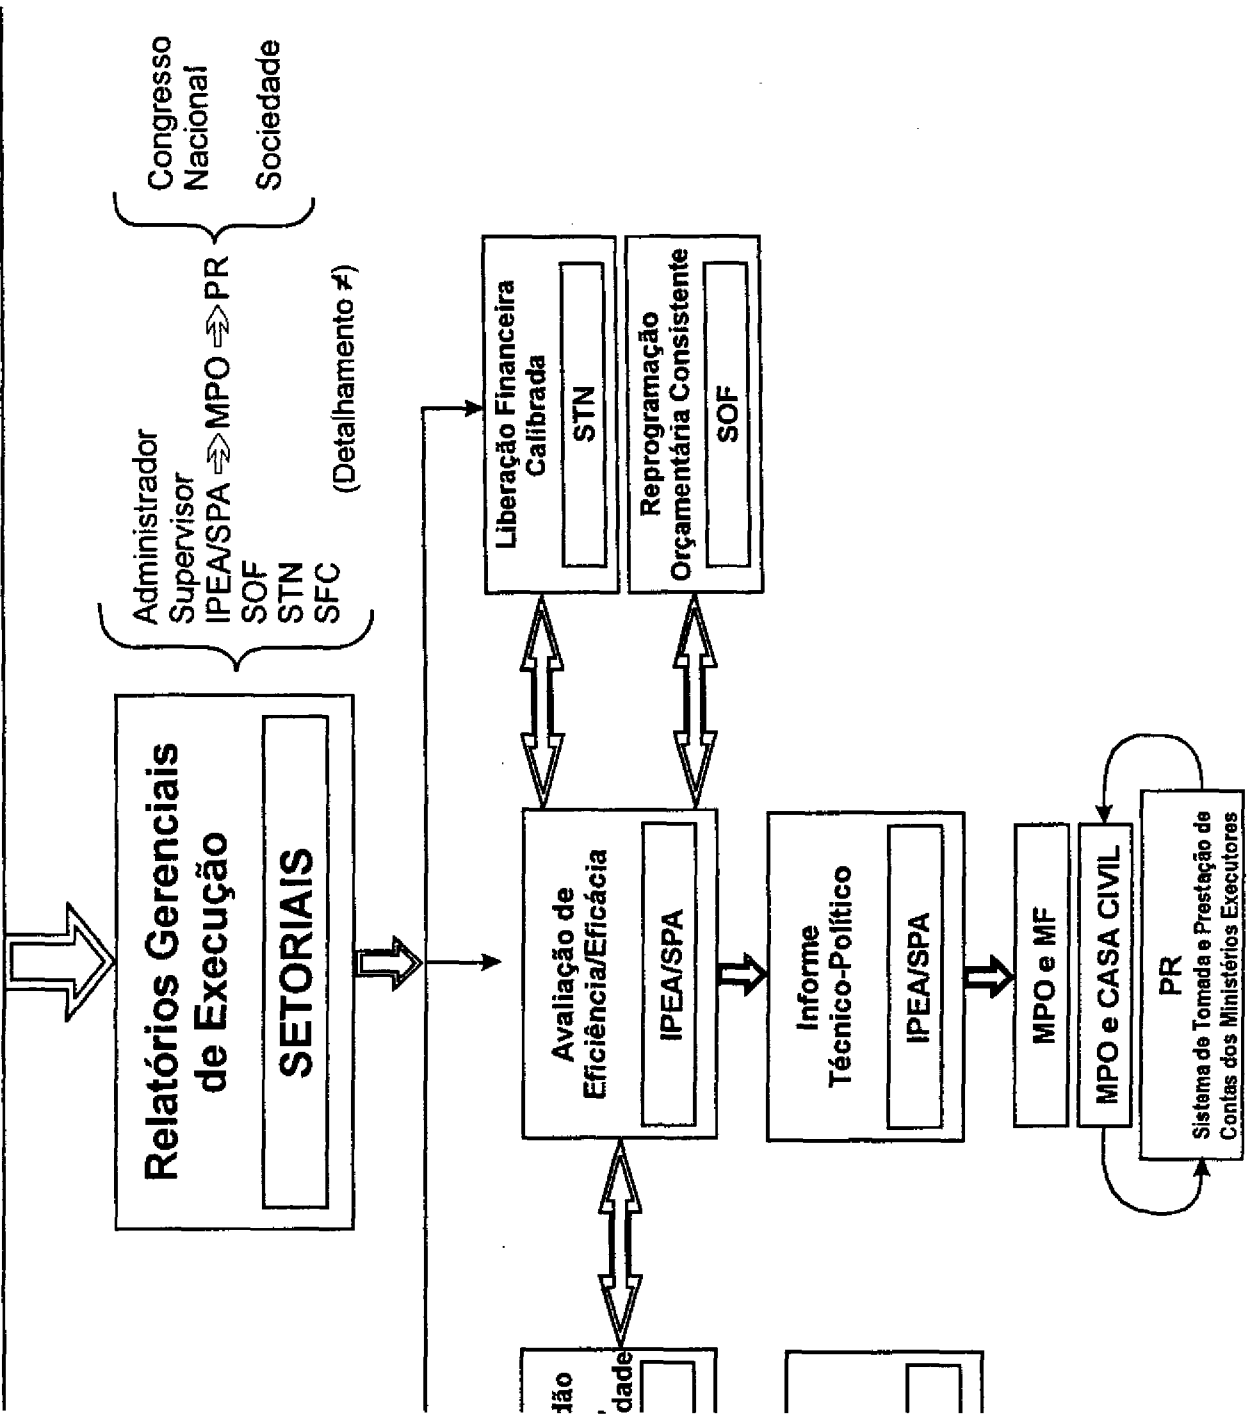 Relatórios Gerenciais
de Execução
SETORIAIS
Administrador
Supervisor
IPEA/SPA ⇨ MPO ⇨ PR
SOF
STN
SFC
(Detalhamento ≠)
Congresso
Nacional
Sociedade
dão
dade
Avaliação de
Eficiência/Eficácia
IPEA/SPA
Liberação Financeira
Calibrada
STN
Reprogramação
Orçamentária Consistente
SOF
Informe
Técnico-Político
IPEA/SPA
MPO e MF
MPO e CASA CIVIL
PR
Sistema de Tomada e Prestação de
Contas dos Ministérios Executores